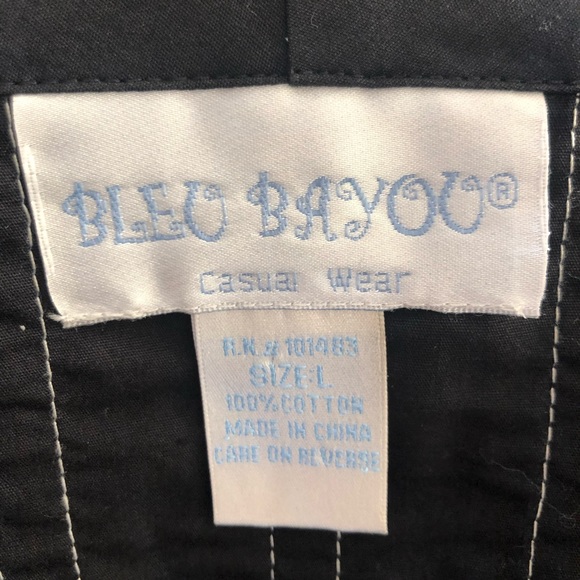 BLEU BAYOU®
Casual Wear
R.N.# 101483
SIZE:L
100%COTTON
MADE IN CHINA
CARE ON REVERSE